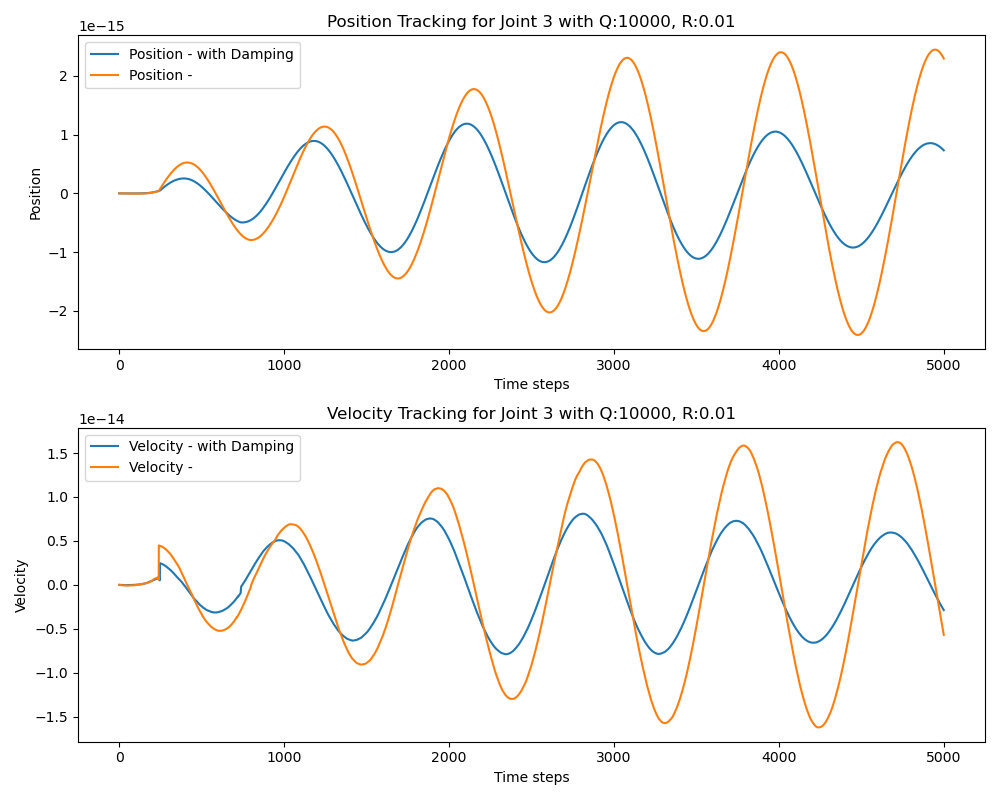 Position Tracking for Joint 3 with Q:10000, R:0.01
1e−15
Position - with Damping
Position -
2
1
0
−1
−2
Position
0 1000 2000 3000 4000 5000
Time steps
Velocity Tracking for Joint 3 with Q:10000, R:0.01
1e−14
Velocity - with Damping
Velocity -
1.5
1.0
0.5
0.0
−0.5
−1.0
−1.5
Velocity
0 1000 2000 3000 4000 5000
Time steps